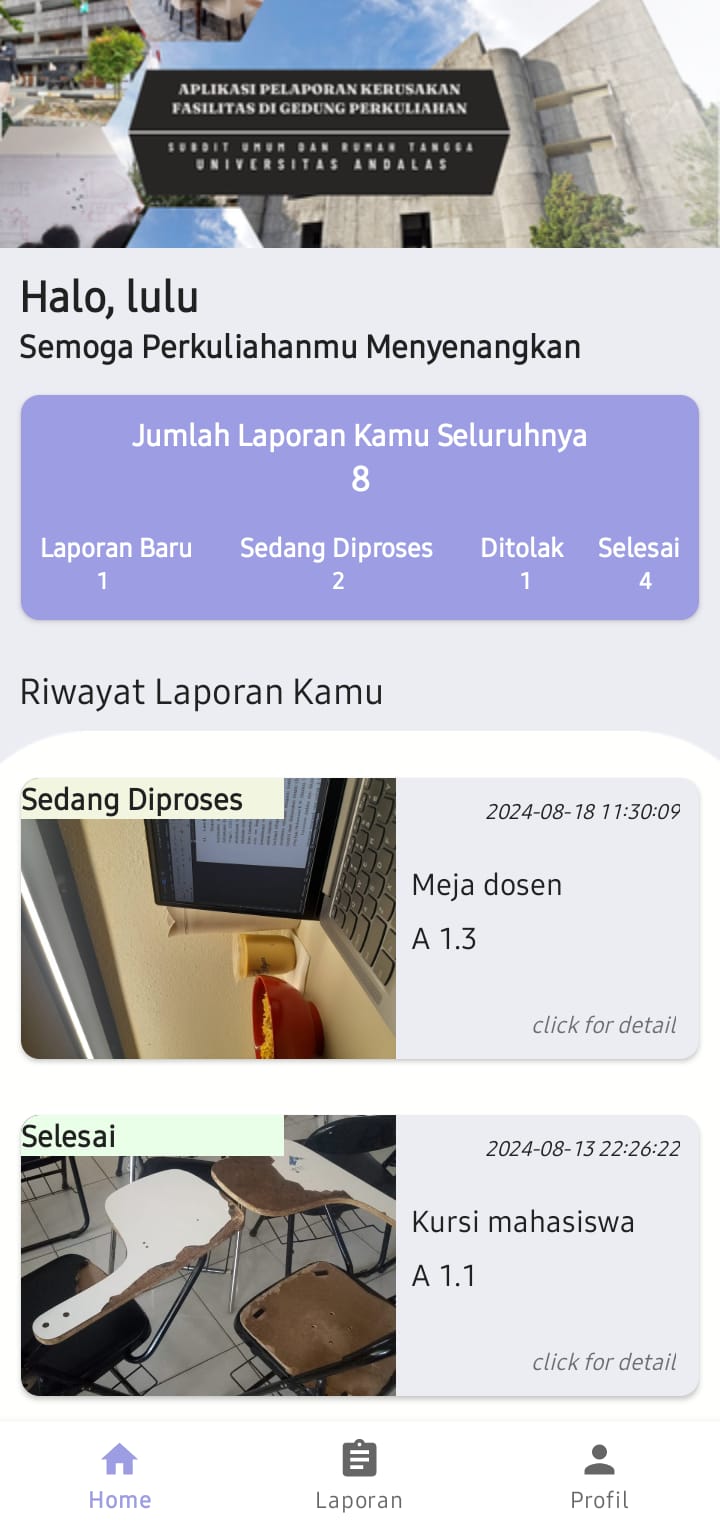 APLIKASI PELAPORAN KERUSAKAN
FASILITAS DI GEDUNG PERKULIAHAN
SUBDIT UMUM DAN RUMAH TANGGA
UNIVERSITAS ANDALAS
Halo, lulu
Semoga Perkuliahanmu Menyenangkan
Jumlah Laporan Kamu Seluruhnya
8
Laporan Baru Sedang Diproses Ditolak Selesai
1 2 1 4
Riwayat Laporan Kamu
Sedang Diproses
2024-08-18 11:30:09
Meja dosen
A 1.3
click for detail
Selesai
2024-08-13 22:26:22
Kursi mahasiswa
A 1.1
click for detail
Home Laporan Profil